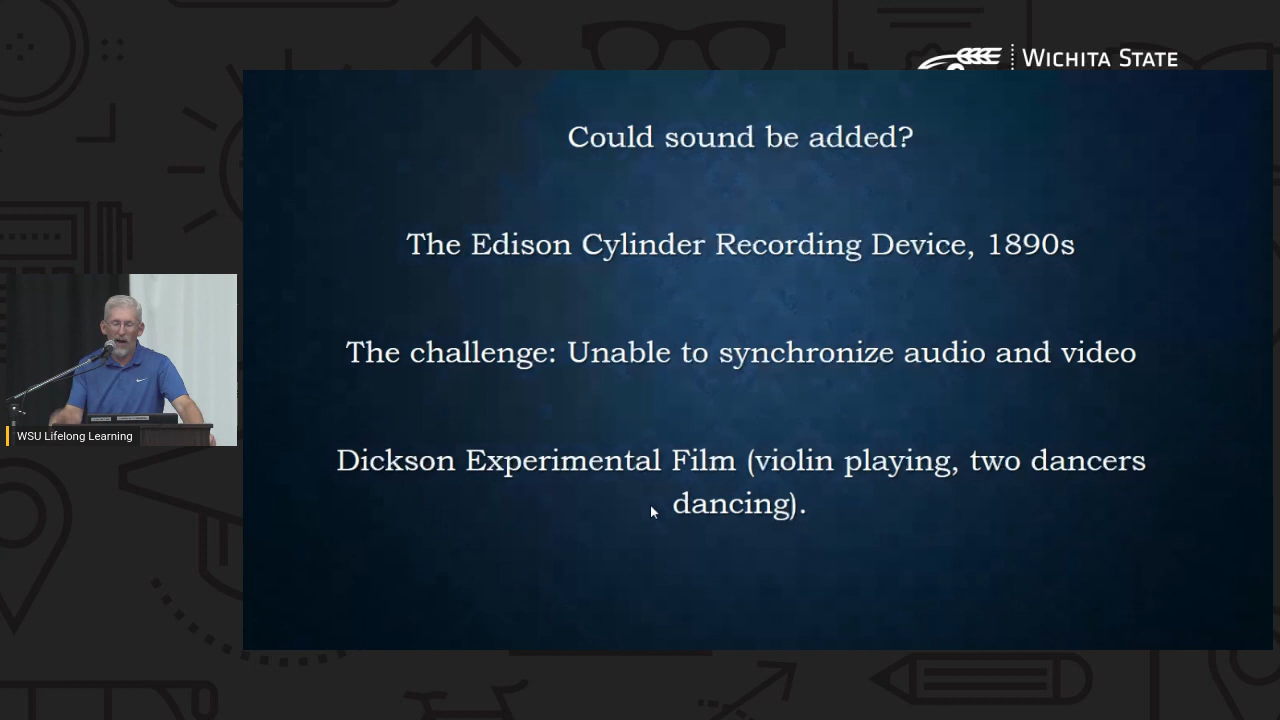 WICHITA STATE
Could sound be added?
The Edison Cylinder Recording Device, 1890s
The challenge: Unable to synchronize audio and video
Dickson Experimental Film (violin playing, two dancers
dancing).
WSU Lifelong Learning